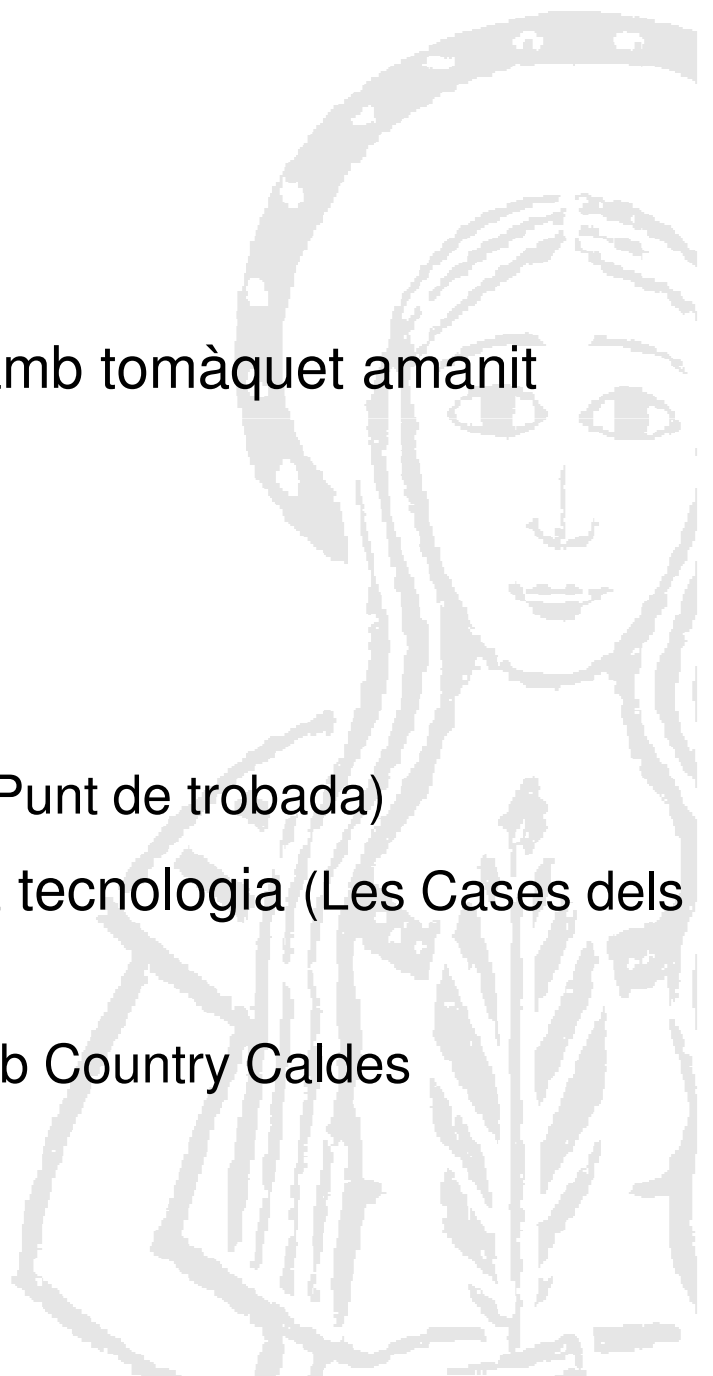 mb tomàquet amanit
Punt de trobada)
tecnologia (Les Cases dels
b Country Caldes